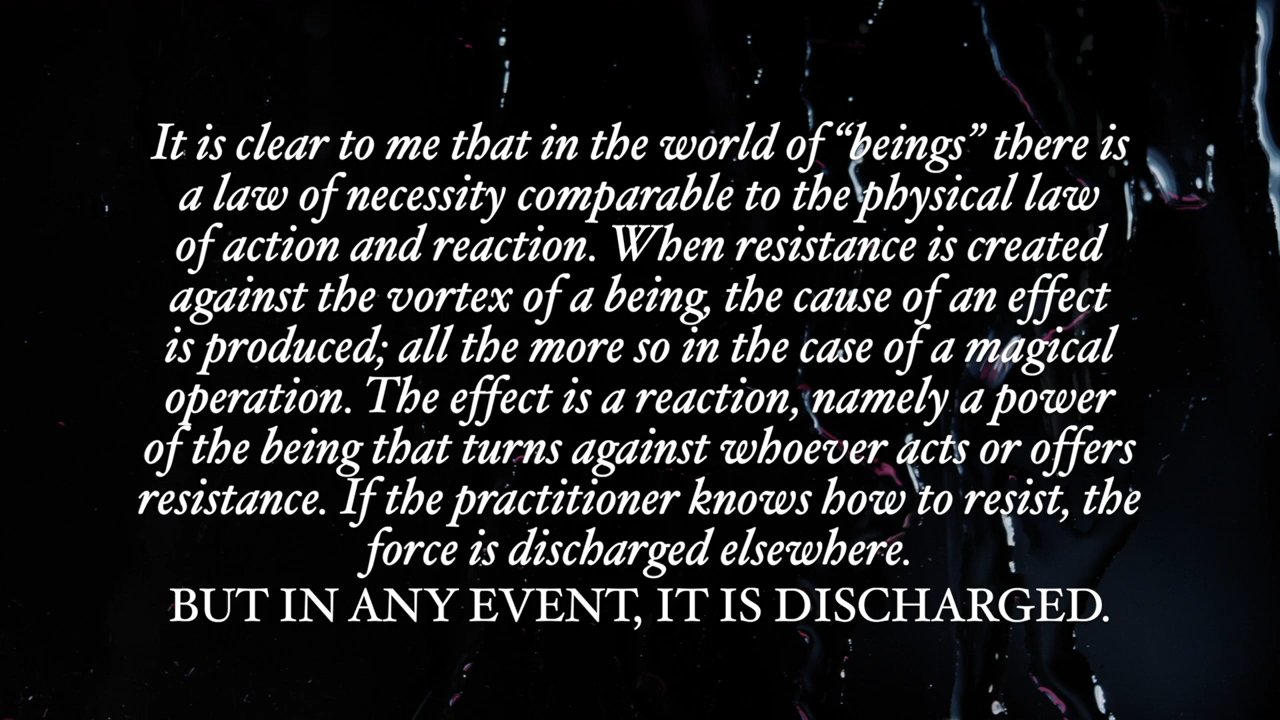 It is clear to me that in the world of “beings” there is
a law of necessity comparable to the physical law
of action and reaction. When resistance is created
against the vortex of a being, the cause of an effect
is produced; all the more so in the case of a magical
operation. The effect is a reaction, namely a power
of the being that turns against whoever acts or offers
resistance. If the practitioner knows how to resist, the
force is discharged elsewhere.
BUT IN ANY EVENT, IT IS DISCHARGED.